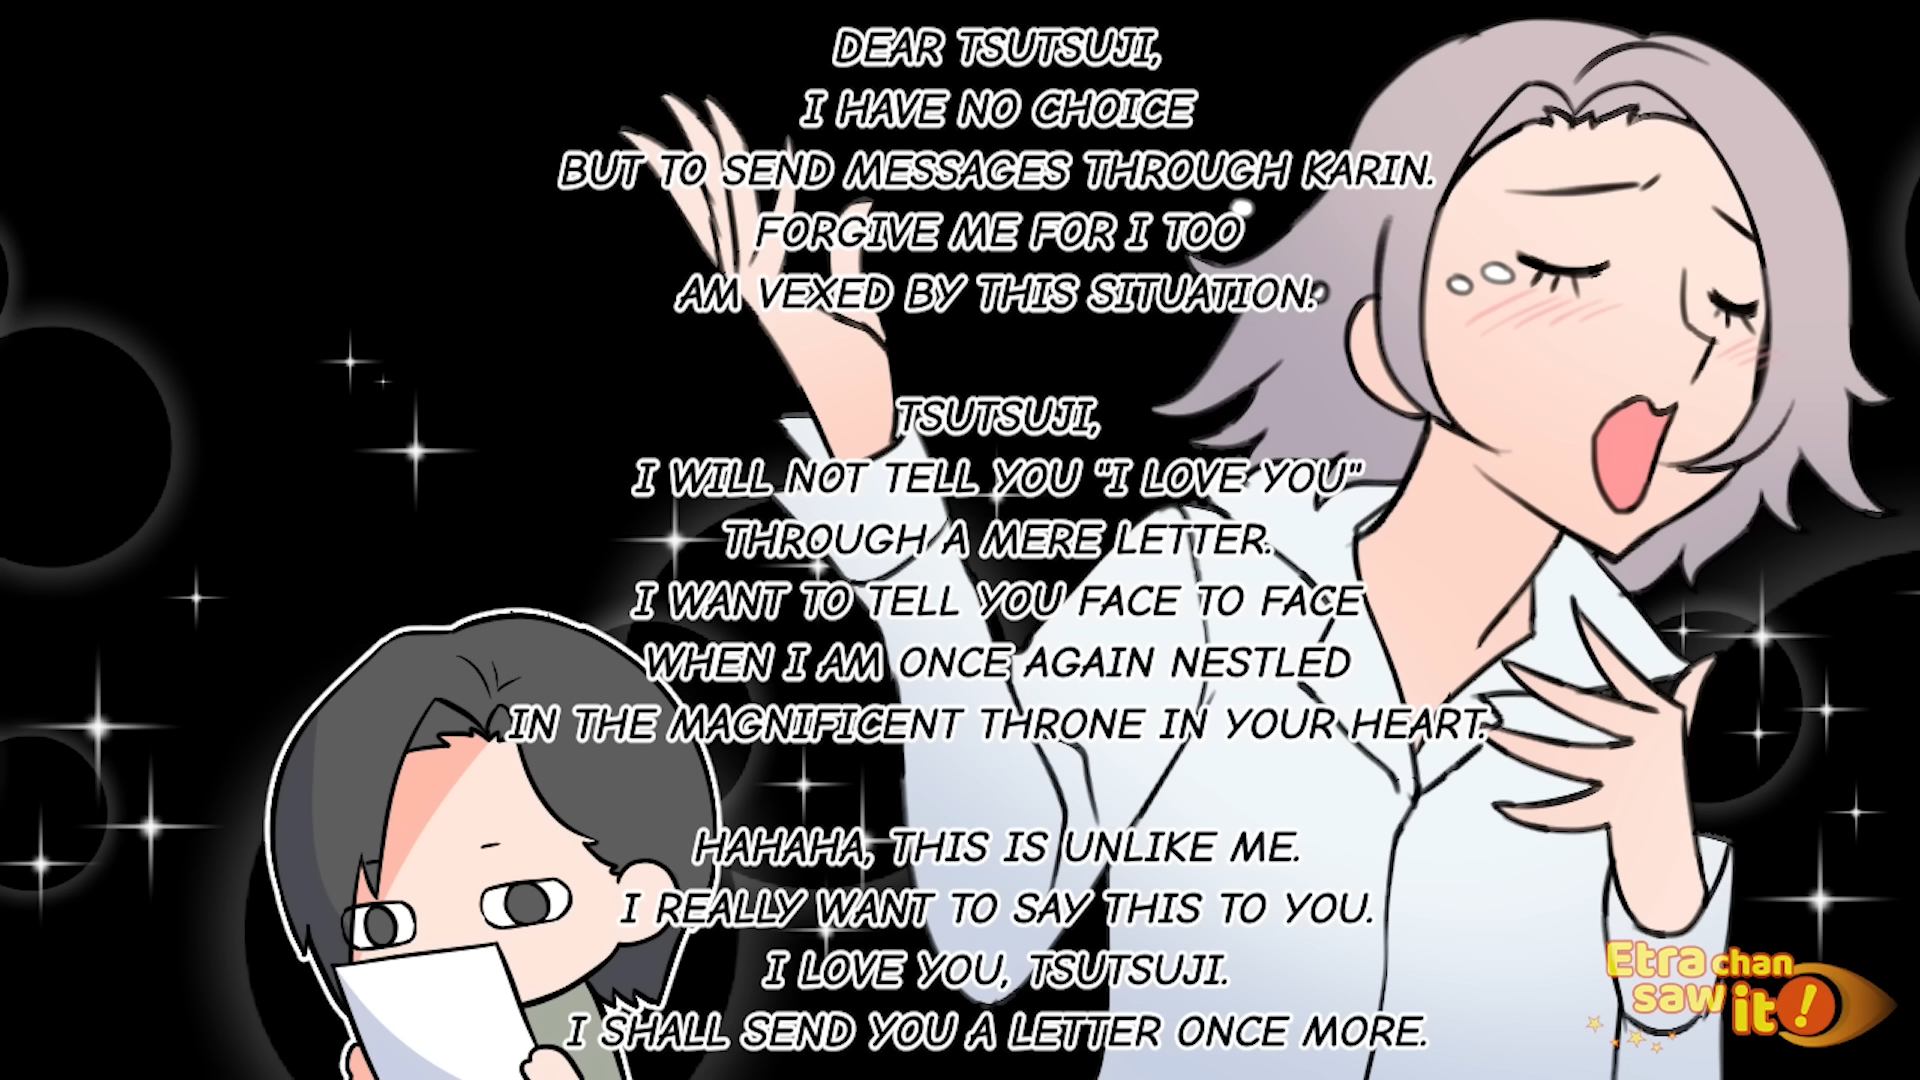 DEAR TSUTSUJI,
I HAVE NO CHOICE
BUT TO SEND MESSAGES THROUGH KARIN.
FORGIVE ME FOR I TOO
AM VEXED BY THIS SITUATION.
TSUTSUJI,
I WILL NOT TELL YOU "I LOVE YOU"
THROUGH A MERE LETTER.
I WANT TO TELL YOU FACE TO FACE
WHEN I AM ONCE AGAIN NESTLED
IN THE MAGNIFICENT THRONE IN YOUR HEART.
HAHAHA, THIS IS UNLIKE ME.
I REALLY WANT TO SAY THIS TO YOU.
I LOVE YOU, TSUTSUJI.
I SHALL SEND YOU A LETTER ONCE MORE.
Etra chan
saw it!